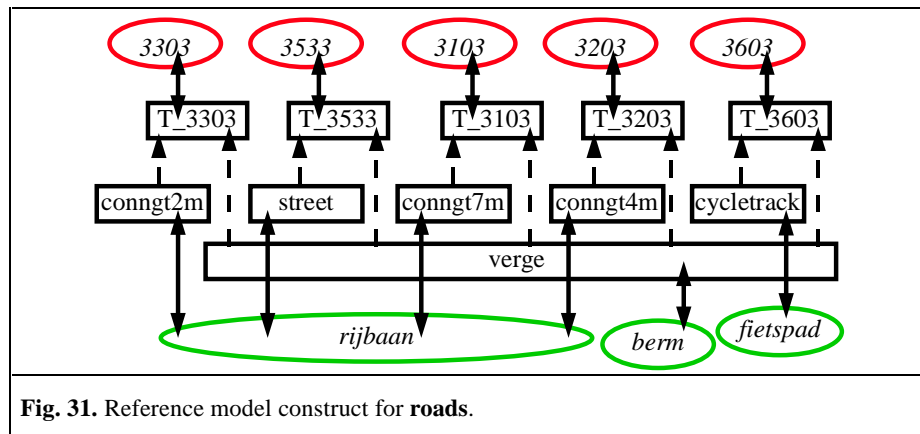 3303 3533 3103 3203 3603
T_3303 T_3533 T_3103 T_3203 T_3603
conngt2m street conngt7m conngt4m cycletrack
verge
rijbaan berm fietspad
Fig. 31. Reference model construct for roads.